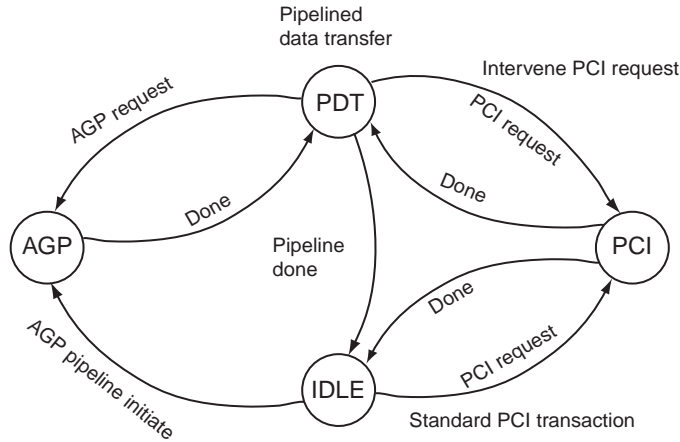 Pipelined
data transfer
Intervene PCI request
PDT
AGP request
PCI request
Done
Done
AGP
Pipeline
done
PCI
Done
AGP pipeline initiate
IDLE
PCI request
Standard PCI transaction